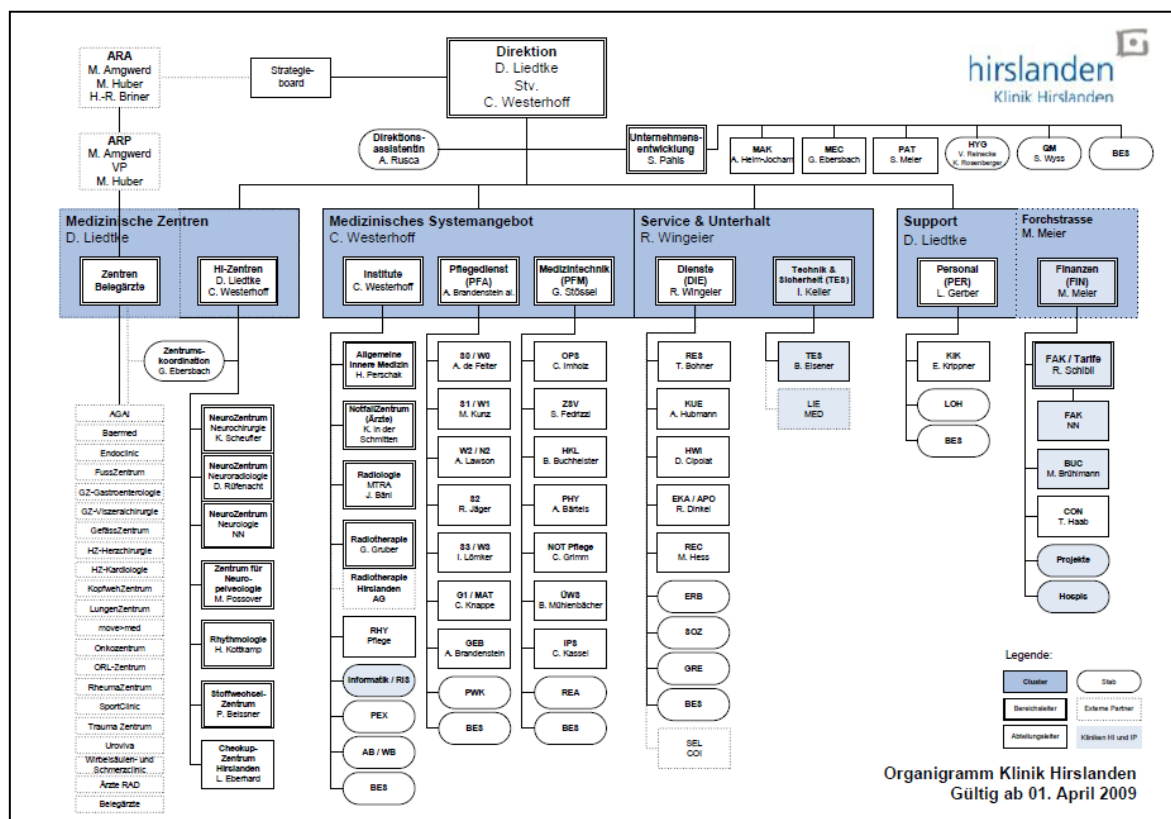 ARA
M. Amgwerd
M. Huber
H.-R. Briner
Strategie-
board
Direktion
D. Liedtke
Stv.
C. Westerhoff
hirslanden
Klinik Hirslanden
ARP
M. Amgwerd
VP
M. Huber
Direktions-
assistentin
A. Rusca
Unternehmens-
entwicklung
S. Pahls
MAK
A. Heim-Jocham
MEC
G. Ebersbach
PAT
S. Meier
HYG
V. Reinecke
K. Rosenberger
QM
S. Wyss
BES
Medizinische Zentren
D. Liedtke
Zentren
Belegärzte
HI-Zentren
D. Liedtke
C. Westerhoff
Medizinisches Systemangebot
C. Westerhoff
Institute
C. Westerhoff
Pflegedienst
(PFA)
A. Brandenstein al.
Medizintechnik
(PFM)
G. Stössel
Service & Unterhalt
R. Wingeier
Dienste
(DIE)
R. Wingeier
Technik &
Sicherheit (TES)
I. Keller
Support
D. Liedtke
Personal
(PER)
L. Gerber
Forchstrasse
M. Meier
Finanzen
(FIN)
M. Meier
Zentrums-
koordination
G. Ebersbach
AGAI
Baermed
Endoclinic
FussZentrum
GZ-Gastroenterologie
GZ-Viszeralchirurgie
GefässZentrum
HZ-Herzchirurgie
HZ-Kardiologie
KopfwehZentrum
LungenZentrum
move>med
Onkozentrum
ORL-Zentrum
RheumaZentrum
SportClinic
Trauma Zentrum
Uroviva
Wirbelsäulen- und
Schmerzclinic
Ärzte RAD
Belegärzte
NeuroZentrum
Neurochirurgie
K. Scheufler
NeuroZentrum
Neuroradiologie
D. Rüfenacht
NeuroZentrum
Neurologie
NN
Zentrum für
Neuro-
pelveologie
M. Possover
Rhythmologie
H. Kottkamp
Stoffwechsel-
Zentrum
P. Beissner
Checkup-
Zentrum
Hirslanden
L. Eberhard
Allgemeine
Innere Medizin
H. Perschak
NotfallZentrum
(Ärzte)
K. in der
Schmitten
Radiologie
MTRA
J. Bäni
Radiotherapie
G. Gruber
Radiotherapie
Hirslanden
AG
RHY
Pflege
Informatik / RIS
PEX
AB / WB
BES
S0 / W0
A. de Feiter
S1 / W1
M. Kunz
W2 / N2
A. Lawson
S2
R. Jäger
S3 / W3
I. Lömker
G1 / MAT
C. Knappe
GEB
A. Brandenstein
PWK
BES
OPS
C. Imholz
ZSV
S. Fedrizzi
HKL
B. Buchheister
PHY
A. Bärtels
NOT Pflege
C. Grimm
ÜWS
B. Mühlenbächer
IPS
C. Kassel
REA
BES
RES
T. Bohner
KUE
A. Hubmann
HWI
D. Cipolat
EKA / APO
R. Dinkel
REC
M. Hess
ERB
SOZ
GRE
BES
SEL
COI
TES
B. Eisener
LIE
MED
KIK
E. Krippner
LOH
BES
FAK / Tarife
R. Schibli
FAK
NN
BUC
M. Brühlmann
CON
T. Haab
Projekte
Hospis
Legende:
Cluster
Stab
Bereichsleiter
Externe Partner
Abteilungsleiter
Kliniken HI und IP
Organigramm Klinik Hirslanden
Gültig ab 01. April 2009